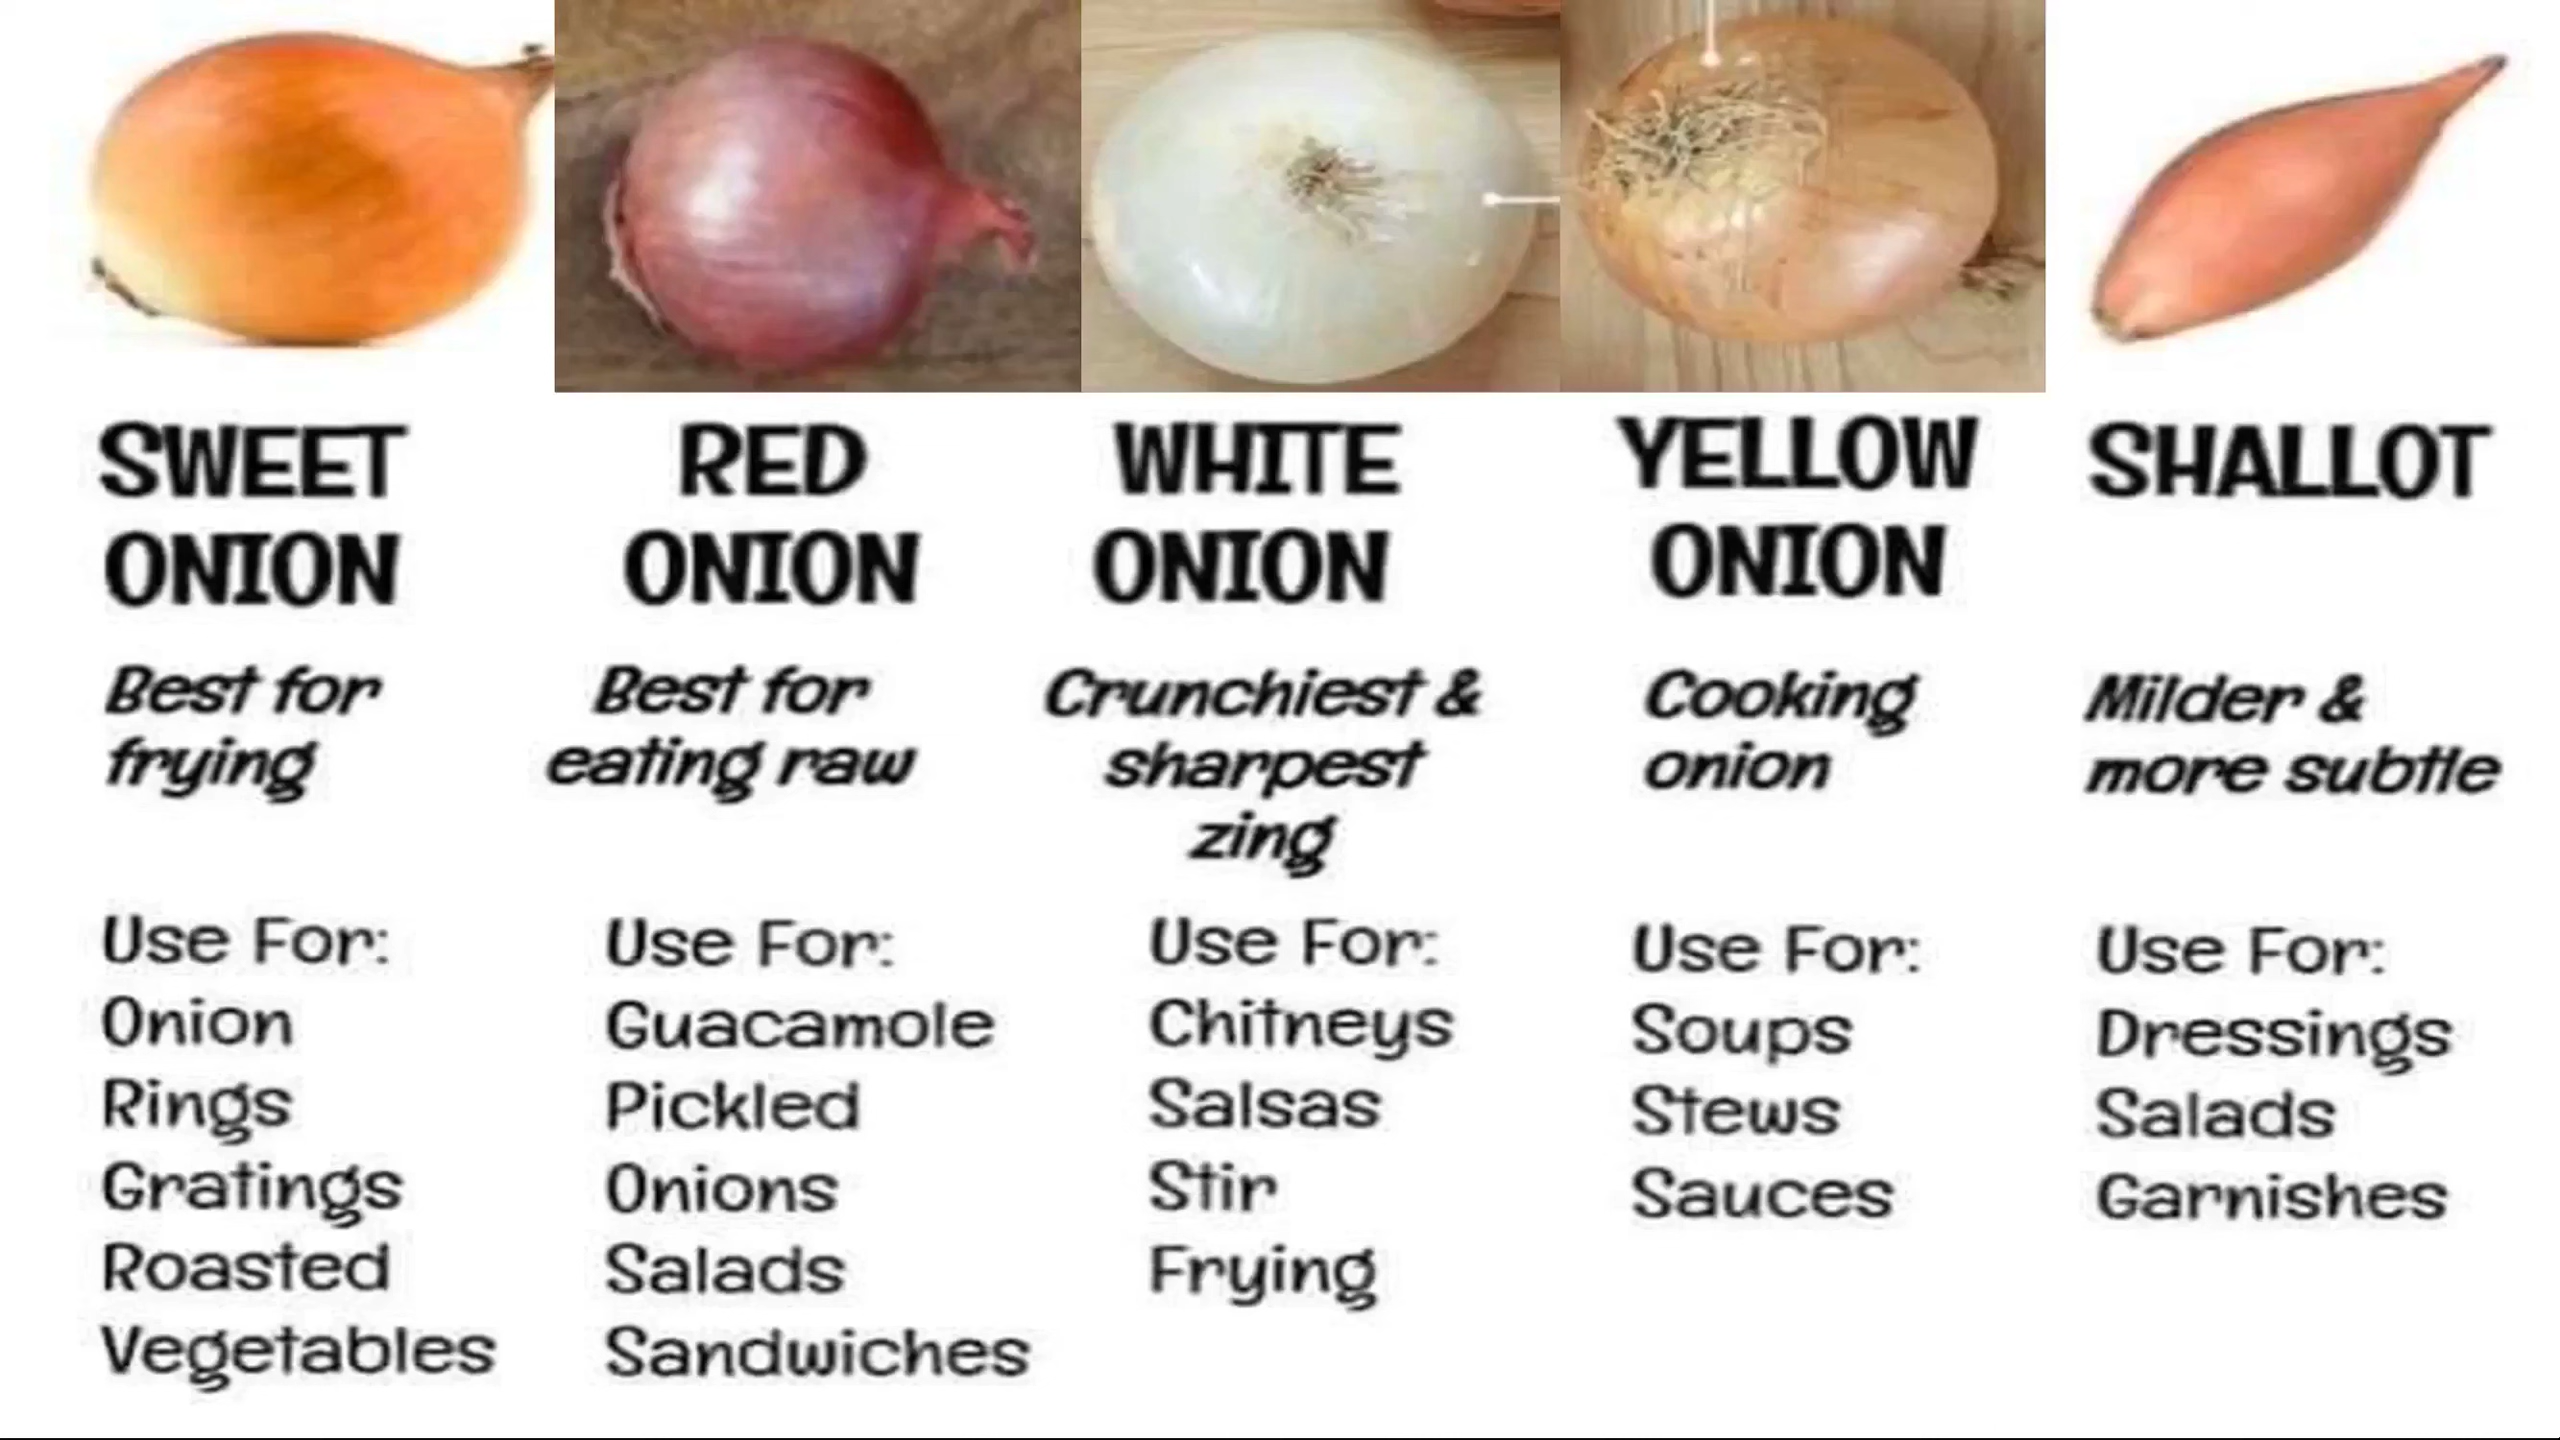 SWEET
ONION
Best for
frying
Use For:
Onion
Rings
Gratings
Roasted
Vegetables
RED
ONION
Best for
eating raw
Use For:
Guacamole
Pickled
Onions
Salads
Sandwiches
WHITE
ONION
Crunchiest &
sharpest
zing
Use For:
Chitneys
Salsas
Stir
Frying
YELLOW
ONION
Cooking
onion
Use For:
Soups
Stews
Sauces
SHALLOT
Milder &
more subtle
Use For:
Dressings
Salads
Garnishes